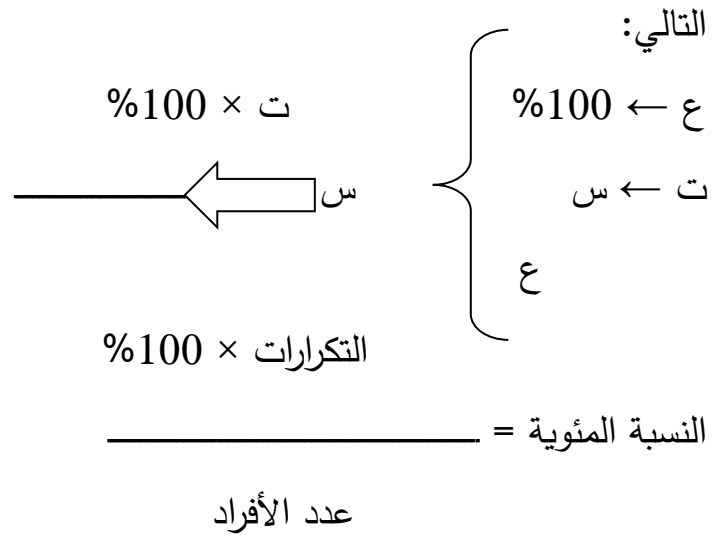 التالي:
ع ← 100%
ت × 100%
ت ← س
س
ع
التكرارات × 100%
النسبة المئوية =
عدد الأفراد